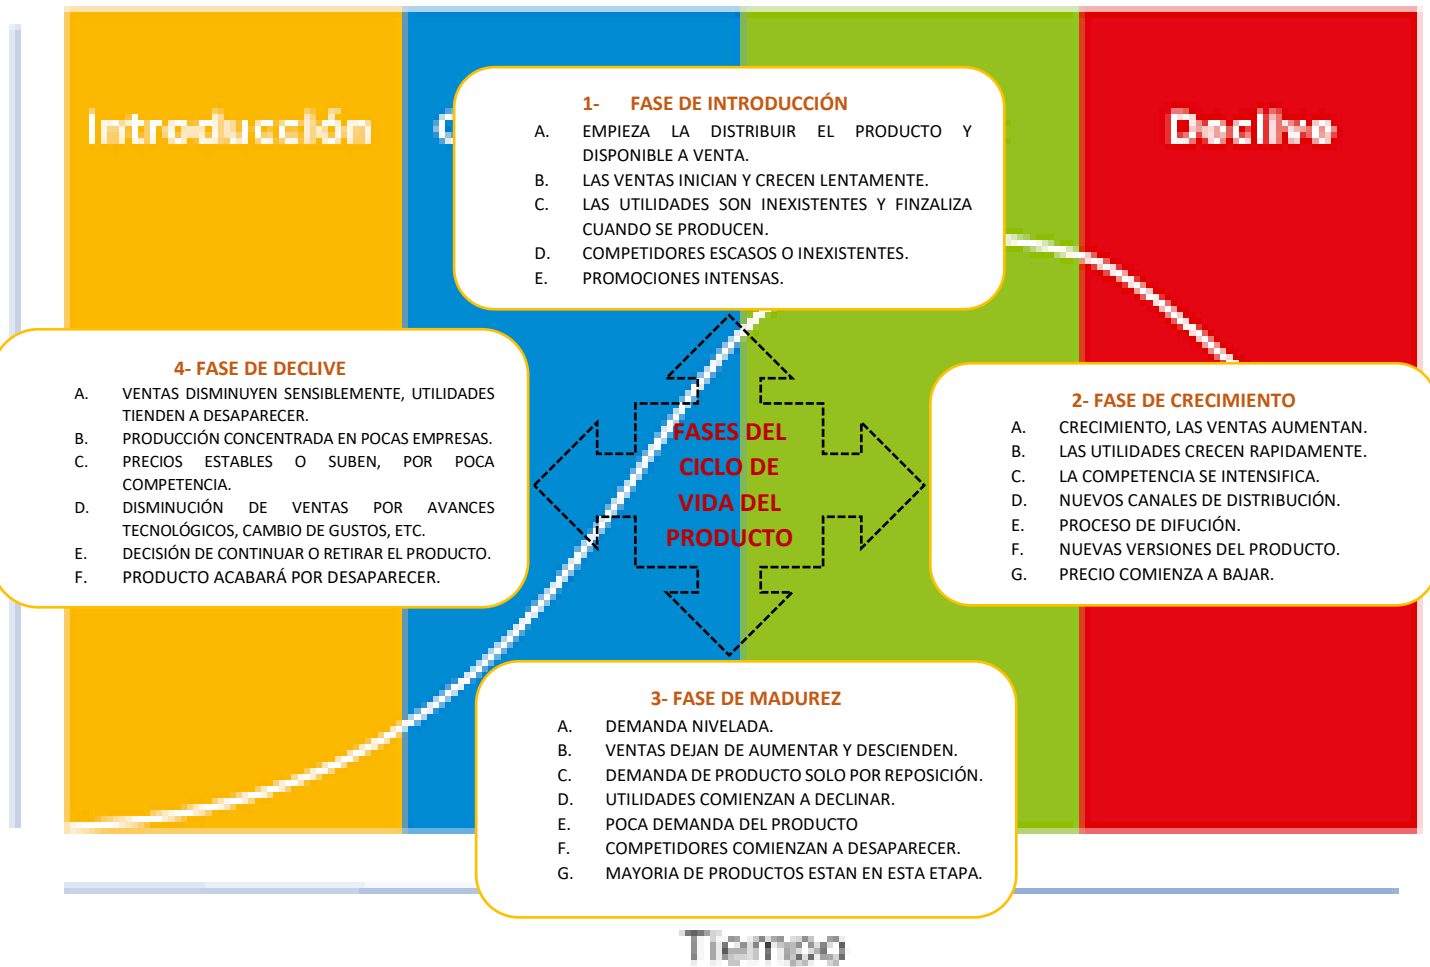 Introducción
Declive
1- FASE DE INTRODUCCIÓN
A. EMPIEZA LA DISTRIBUIR EL PRODUCTO Y
DISPONIBLE A VENTA.
B. LAS VENTAS INICIAN Y CRECEN LENTAMENTE.
C. LAS UTILIDADES SON INEXISTENTES Y FINZALIZA
CUANDO SE PRODUCEN.
D. COMPETIDORES ESCASOS O INEXISTENTES.
E. PROMOCIONES INTENSAS.
4- FASE DE DECLIVE
A. VENTAS DISMINUYEN SENSIBLEMENTE, UTILIDADES
TIENDEN A DESAPARECER.
B. PRODUCCIÓN CONCENTRADA EN POCAS EMPRESAS.
C. PRECIOS ESTABLES O SUBEN, POR POCA
COMPETENCIA.
D. DISMINUCIÓN DE VENTAS POR AVANCES
TECNOLÓGICOS, CAMBIO DE GUSTOS, ETC.
E. DECISIÓN DE CONTINUAR O RETIRAR EL PRODUCTO.
F. PRODUCTO ACABARÁ POR DESAPARECER.
FASES DEL
CICLO DE
VIDA DEL
PRODUCTO
2- FASE DE CRECIMIENTO
A. CRECIMIENTO, LAS VENTAS AUMENTAN.
B. LAS UTILIDADES CRECEN RAPIDAMENTE.
C. LA COMPETENCIA SE INTENSIFICA.
D. NUEVOS CANALES DE DISTRIBUCIÓN.
E. PROCESO DE DIFUCIÓN.
F. NUEVAS VERSIONES DEL PRODUCTO.
G. PRECIO COMIENZA A BAJAR.
3- FASE DE MADUREZ
A. DEMANDA NIVELADA.
B. VENTAS DEJAN DE AUMENTAR Y DESCIENDEN.
C. DEMANDA DE PRODUCTO SOLO POR REPOSICIÓN.
D. UTILIDADES COMIENZAN A DECLINAR.
E. POCA DEMANDA DEL PRODUCTO
F. COMPETIDORES COMIENZAN A DESAPARECER.
G. MAYORIA DE PRODUCTOS ESTAN EN ESTA ETAPA.
Tiempo